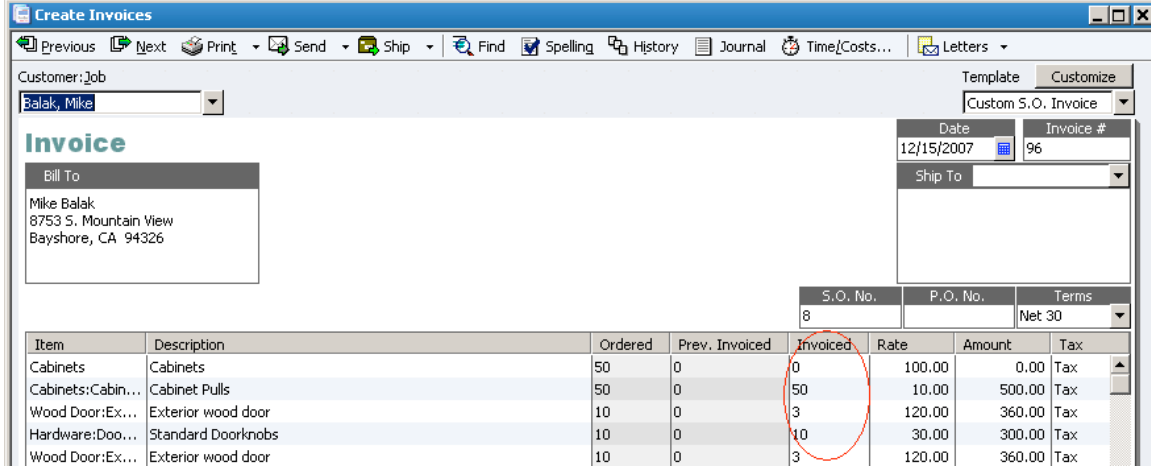 Create Invoices
Previous Next Print Send Ship Find Spelling History Journal Time/Costs... Letters
Customer:Job Template Customize
Balak, Mike Custom S.O. Invoice
Invoice
Date Invoice #
12/15/2007 96
Bill To Ship To
Mike Balak
8753 S. Mountain View
Bayshore, CA 94326
S.O. No. P.O. No. Terms
8 Net 30
Item Description Ordered Prev. Invoiced Invoiced Rate Amount Tax
Cabinets Cabinets 50 0 0 100.00 0.00 Tax
Cabinets:Cabin... Cabinet Pulls 50 0 50 10.00 500.00 Tax
Wood Door:Ex... Exterior wood door 10 0 3 120.00 360.00 Tax
Hardware:Doo... Standard Doorknobs 10 0 10 30.00 300.00 Tax
Wood Door:Ex... Exterior wood door 10 0 3 120.00 360.00 Tax